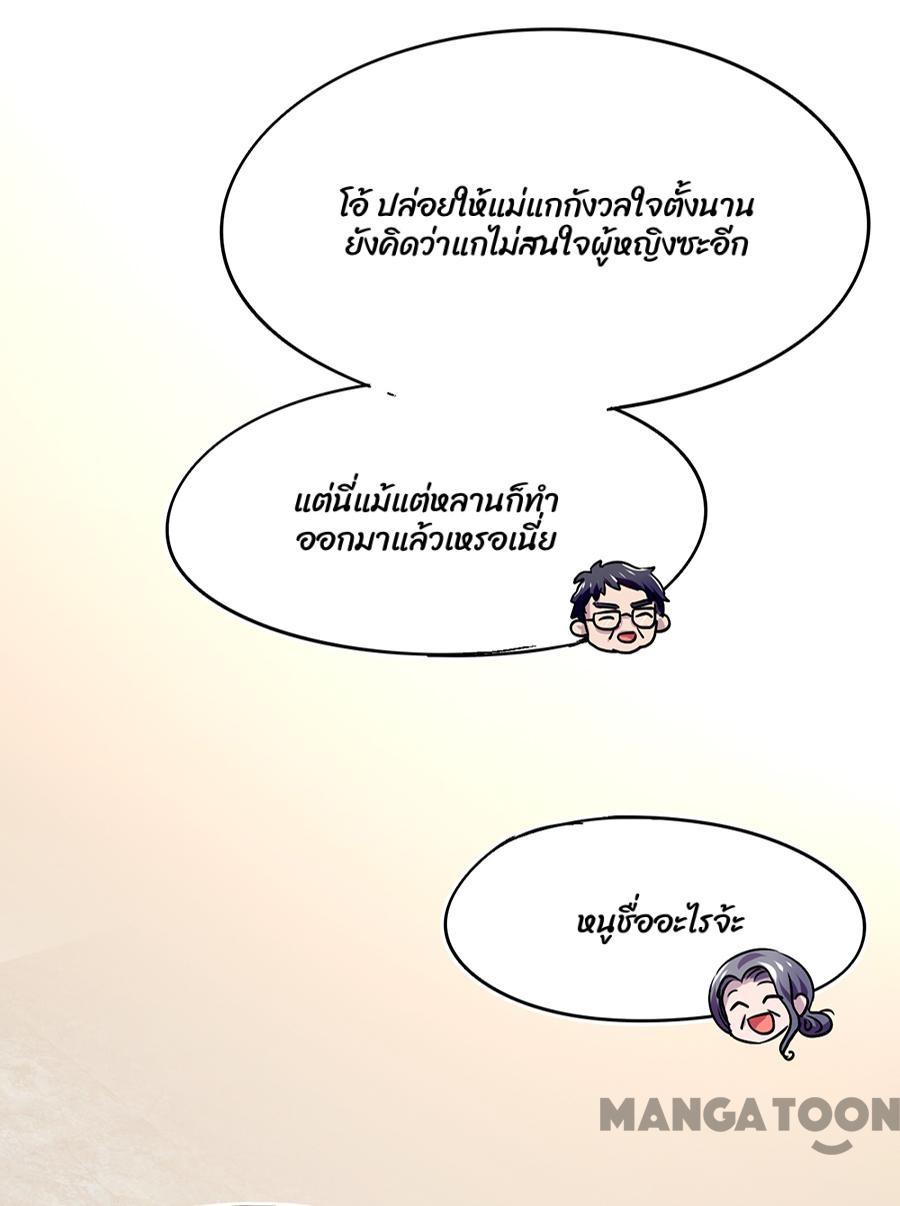 โอ้ ปล่อยให้แม่แกกังวลใจตั้งนาน
ยังคิดว่าแกไม่สนใจผู้หญิงซะอีก
แต่นี่แม้แต่หลานก็ทำ
ออกมาแล้วเหรอเนี่ย
หนูชื่ออะไรจ้ะ
MANGATOON